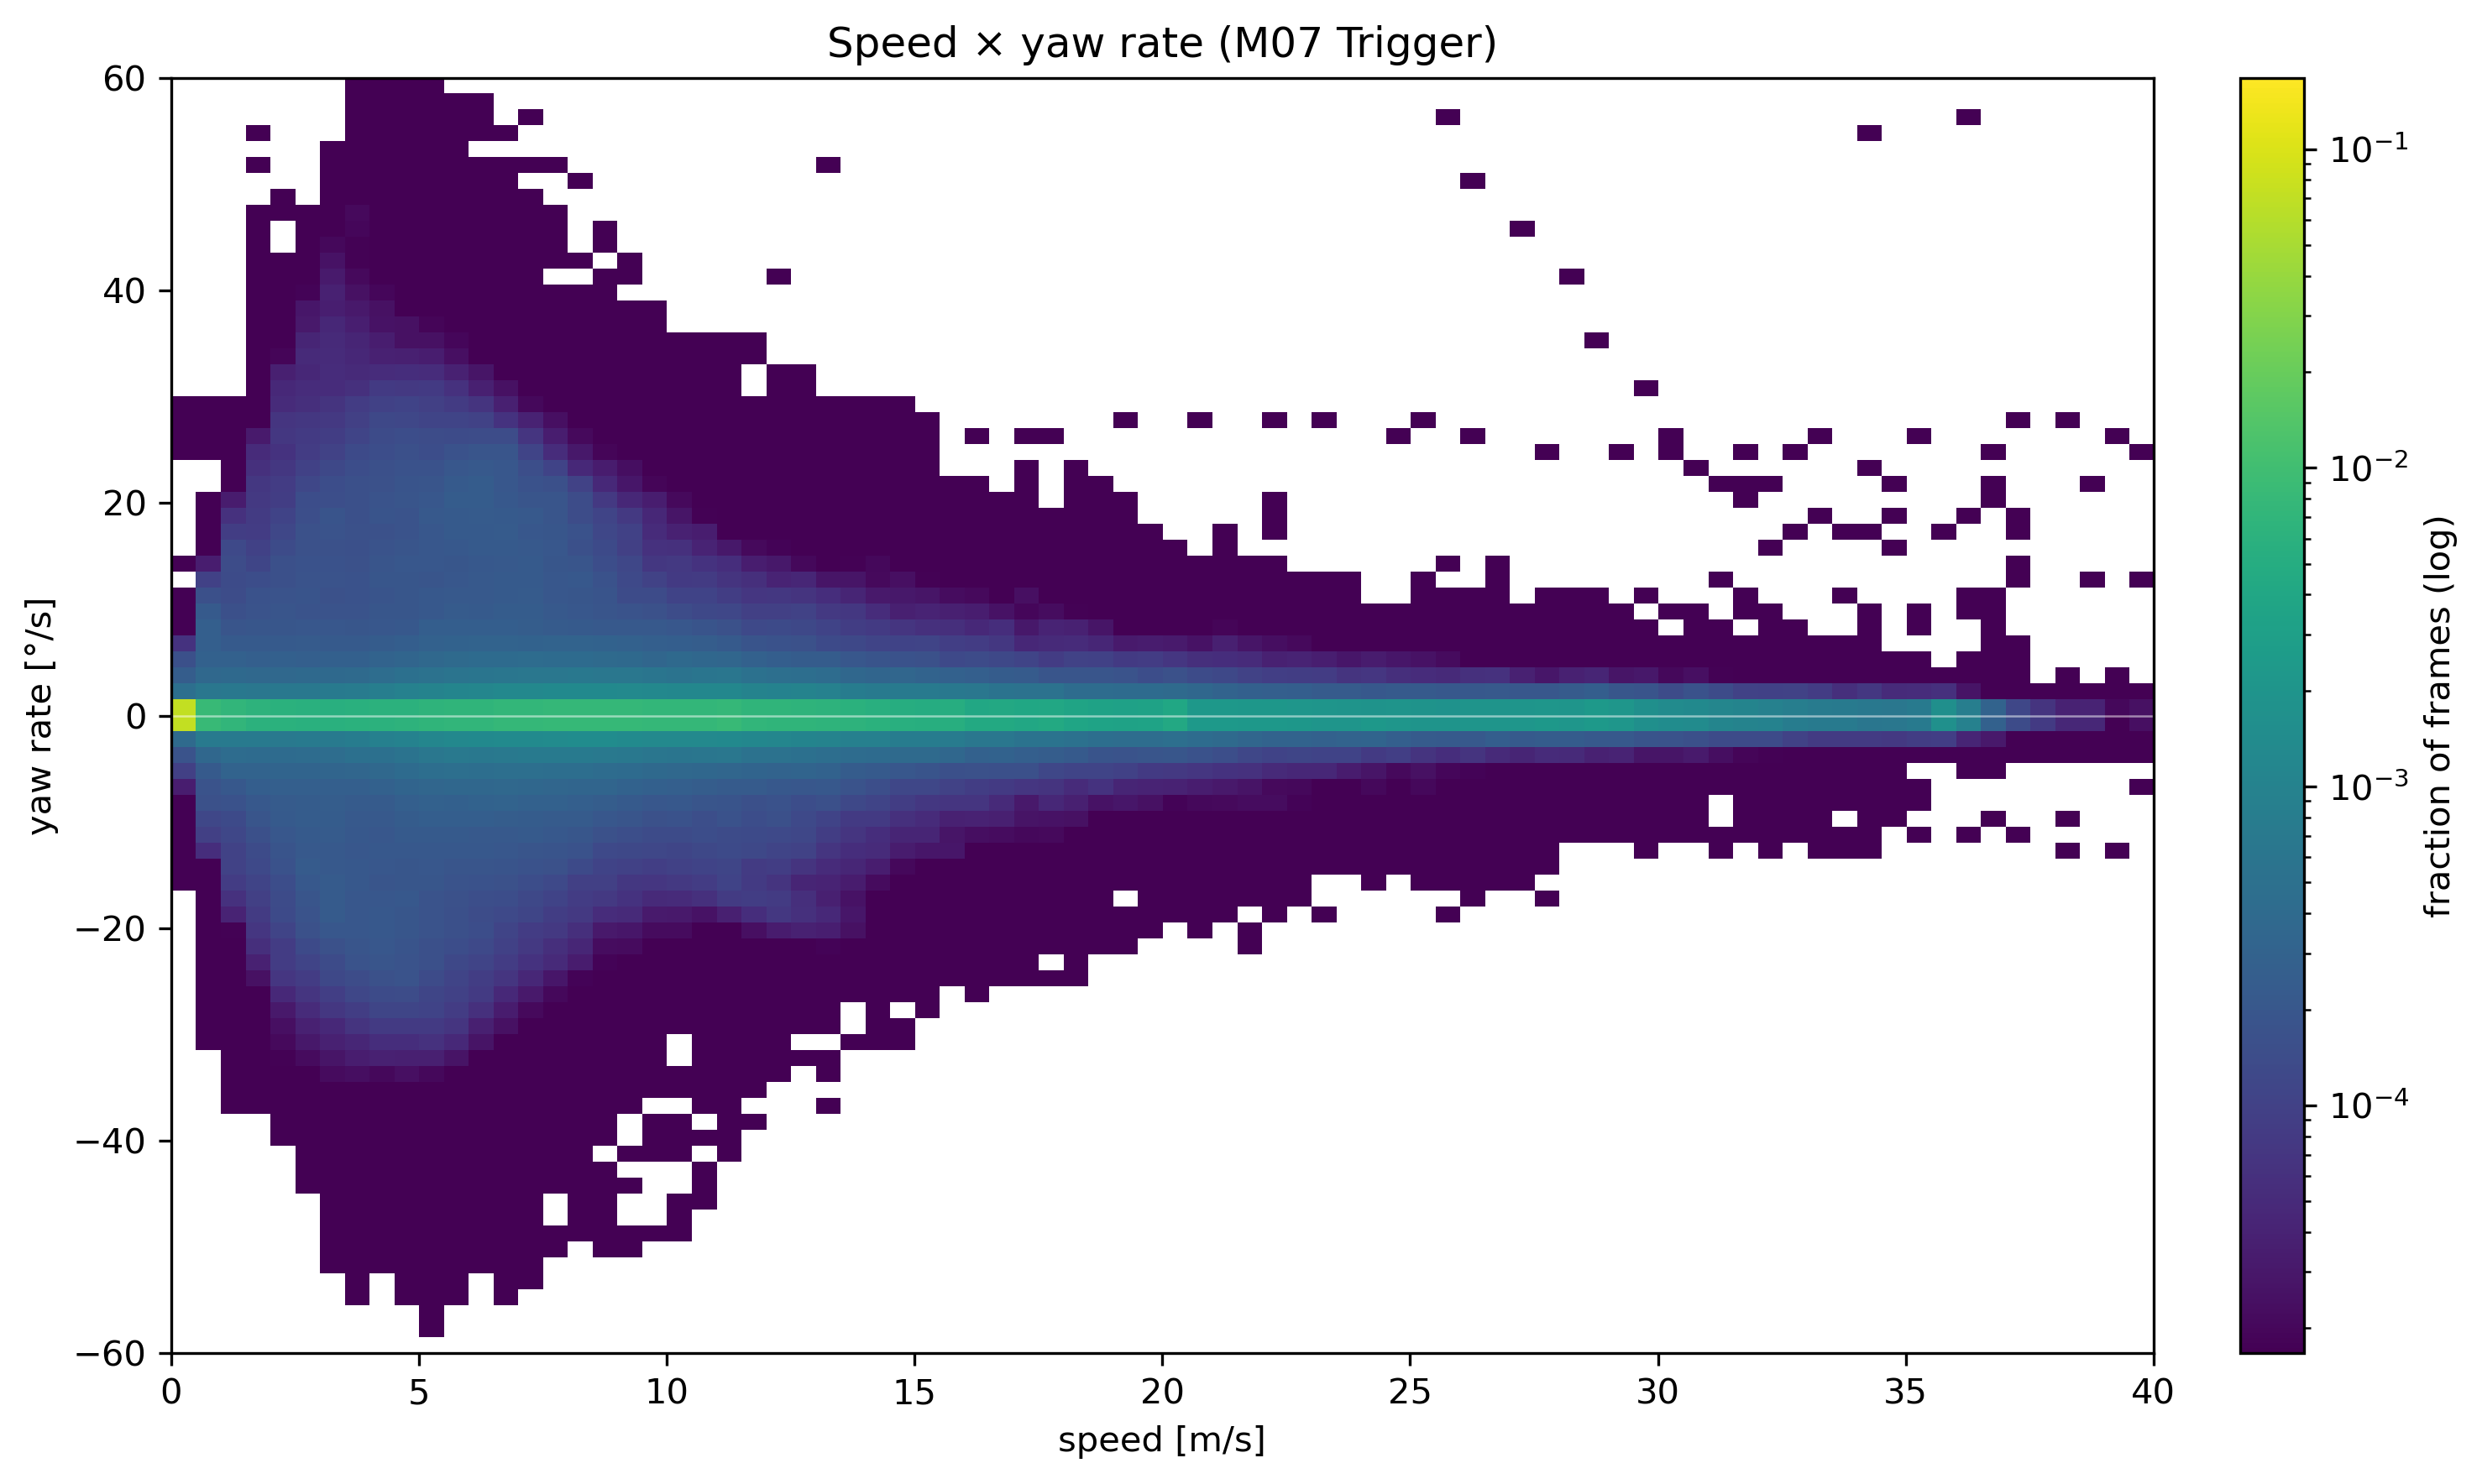 Speed × yaw rate (M07 Trigger)
60
40
20
0
−20
−40
−60
yaw rate [°/s]
0 5 10 15 20 25 30 35 40
speed [m/s]
10⁻¹
10⁻²
10⁻³
10⁻⁴
fraction of frames (log)